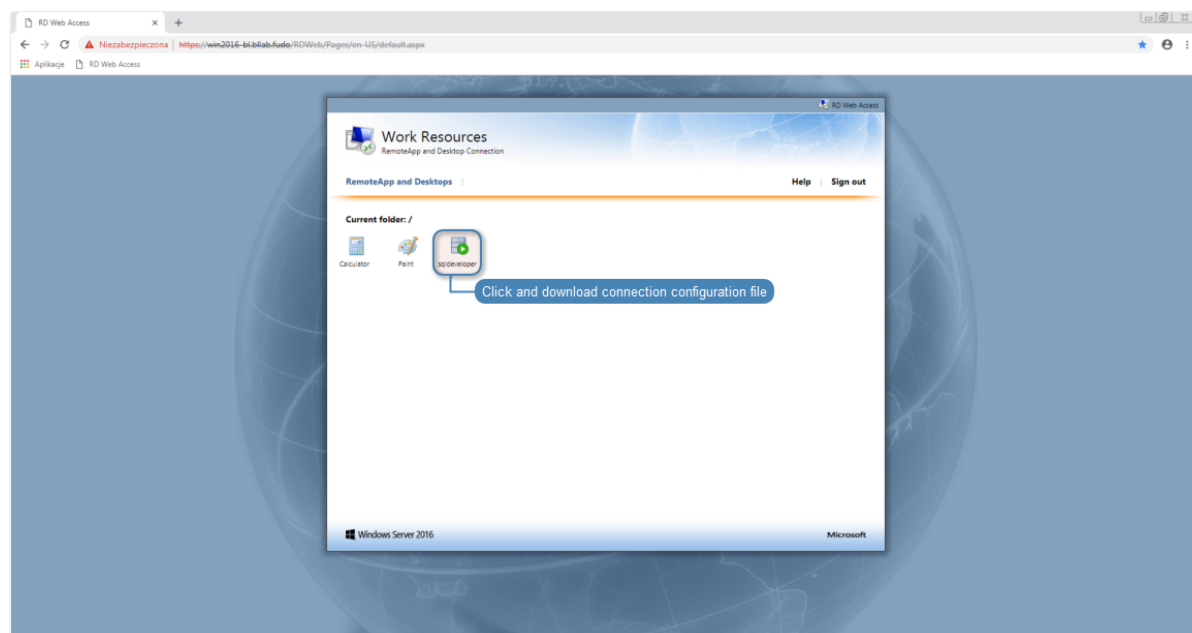 RD Web Access
Niezabezpieczona | https://win2016-bl.bliab.fudo/RDWeb/Pages/en-US/default.aspx
Aplikacje RD Web Access
RD Web Access
Work Resources
RemoteApp and Desktop Connection
RemoteApp and Desktops | Help | Sign out
Current folder: /
Calculator Paint sqldeveloper
Click and download connection configuration file
Windows Server 2016 Microsoft